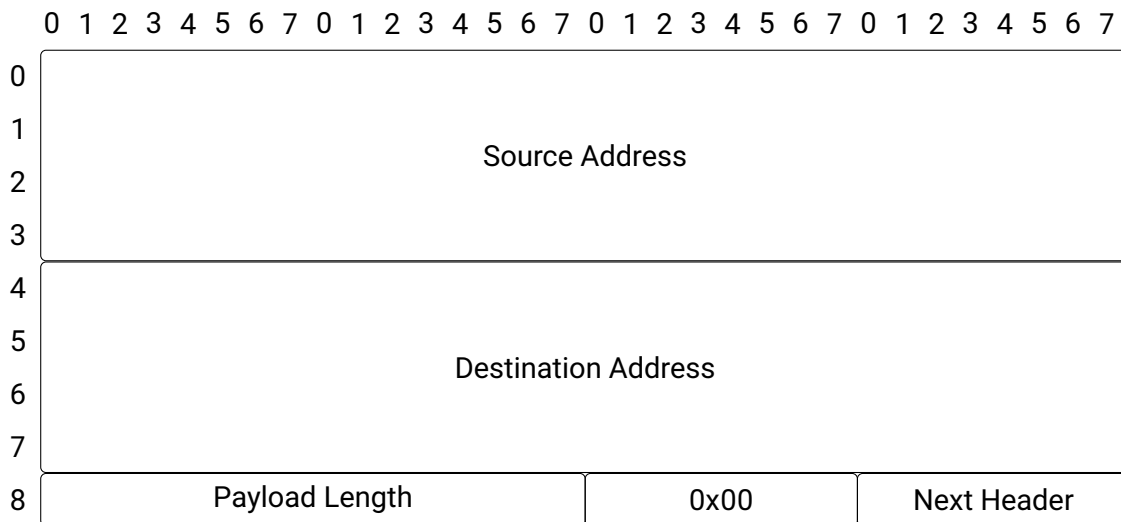 0 1 2 3 4 5 6 7 0 1 2 3 4 5 6 7 0 1 2 3 4 5 6 7 0 1 2 3 4 5 6 7
0
1
Source Address
2
3
4
5
Destination Address
6
7
8 Payload Length 0x00 Next Header